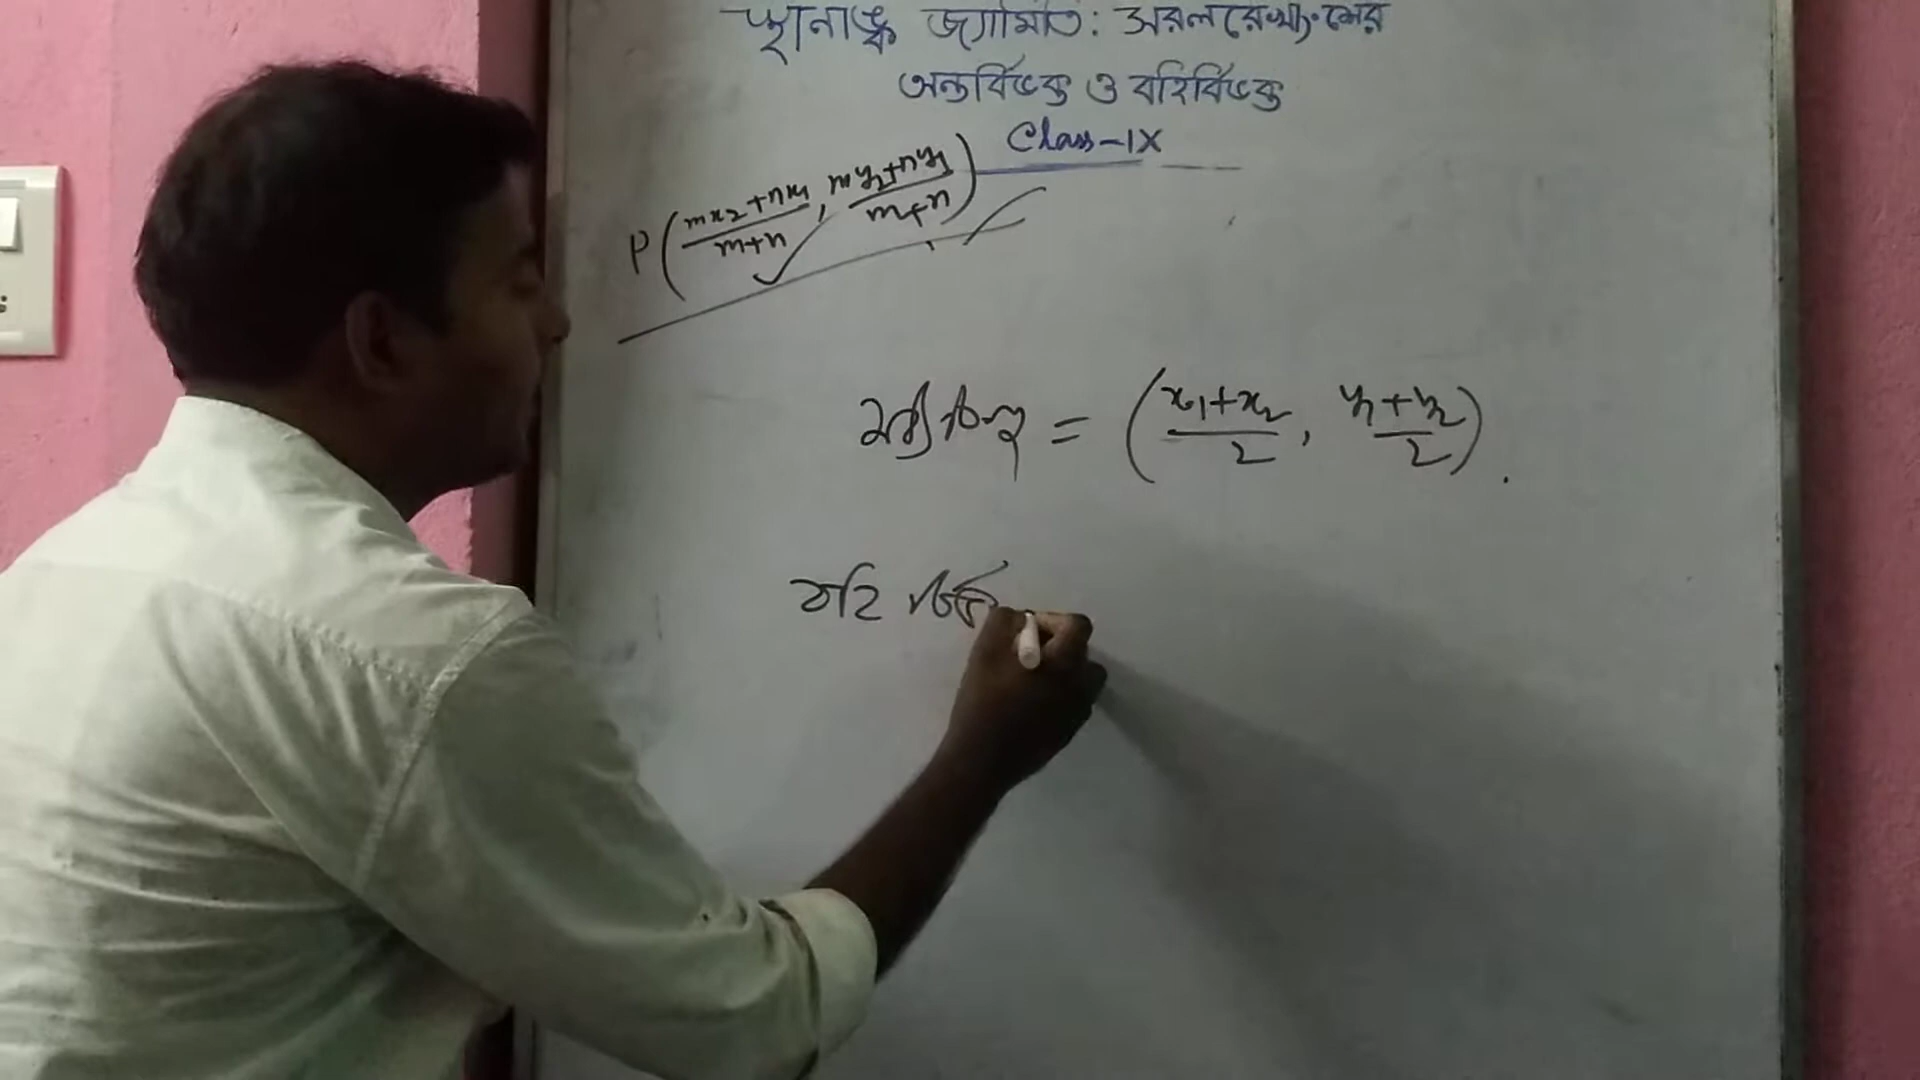 স্থানাঙ্ক জ্যামিতি: সরলরেখাংশের
অন্তর্বিভক্ত ও বহির্বিভক্ত
Class-IX
P(mx₂+nx₁/m+n, my₂+ny₁/m+n)
মধ্যবিন্দু = (x₁+x₂/2, y₁+y₂/2).
বহি